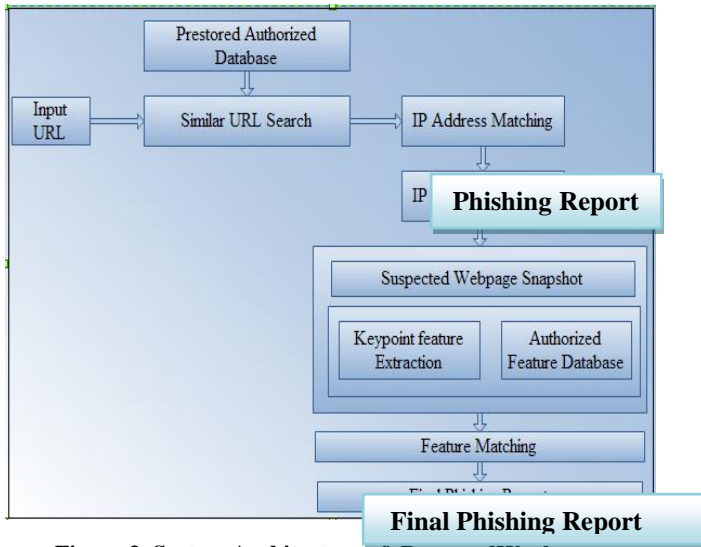 Prestored Authorized
Database
Input
URL
Similar URL Search
IP Address Matching
IP
Phishing Report
Suspected Webpage Snapshot
Keypoint feature
Extraction
Authorized
Feature Database
Feature Matching
Final Phishing Report